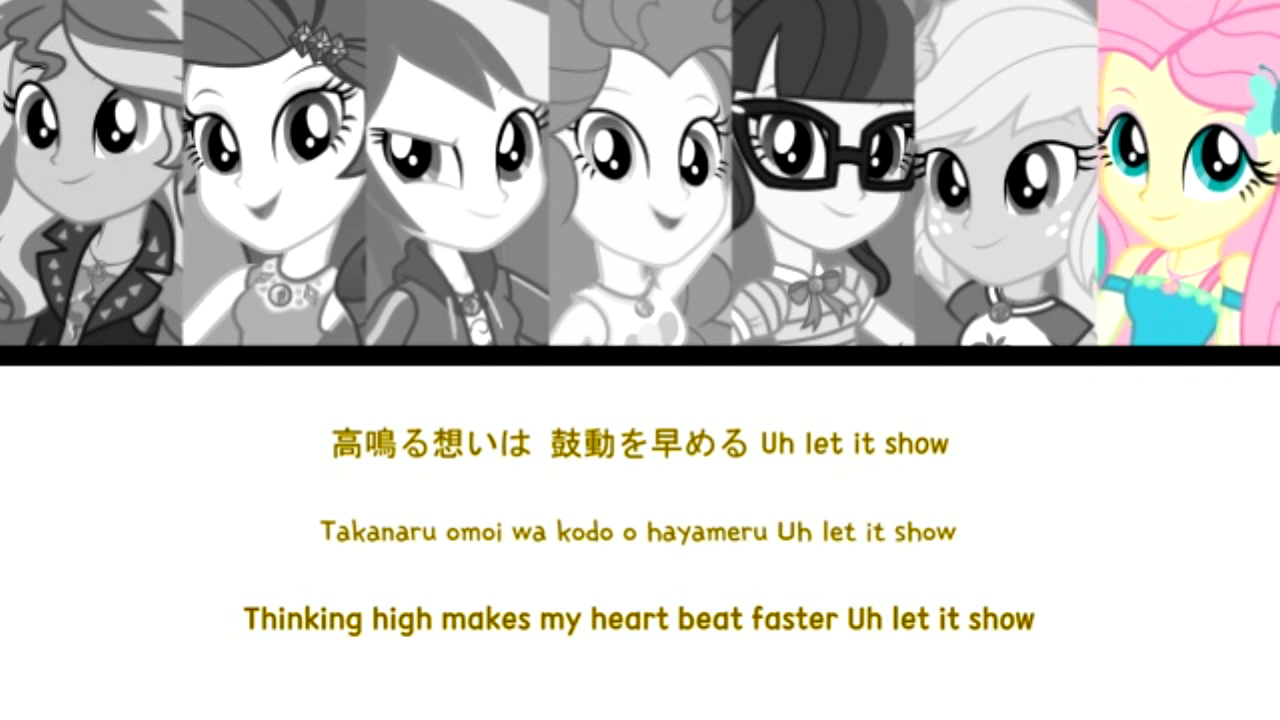 高鳴る想いは 鼓動を早める Uh let it show
Takanaru omoi wa kodo o hayameru Uh let it show
Thinking high makes my heart beat faster Uh let it show